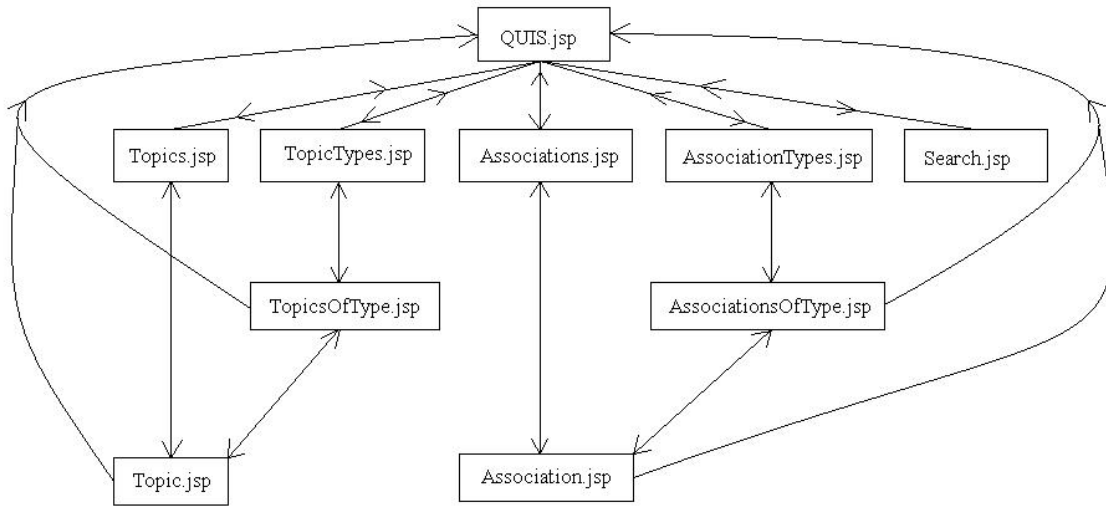 QUIS.jsp
Topics.jsp
TopicTypes.jsp
Associations.jsp
AssociationTypes.jsp
Search.jsp
TopicsOfType.jsp
AssociationsOfType.jsp
Topic.jsp
Association.jsp